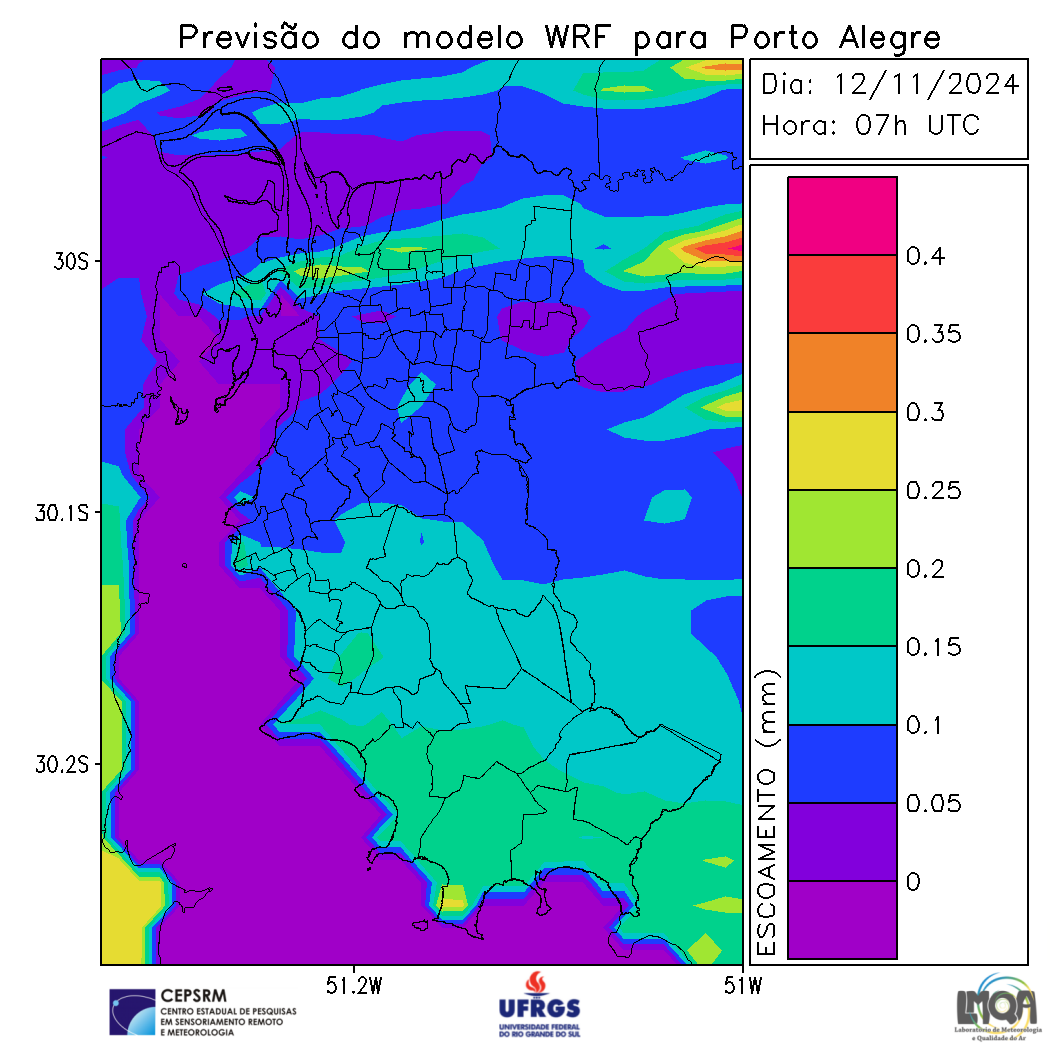 Previsão do modelo WRF para Porto Alegre
Dia: 12/11/2024
Hora: 07h UTC
30S
30.1S
30.2S
51.2W
51W
ESCOAMENTO (mm)
0.4
0.35
0.3
0.25
0.2
0.15
0.1
0.05
0
CEPSRM
CENTRO ESTADUAL DE PESQUISAS
EM SENSORIAMENTO REMOTO
E METEOROLOGIA
UFRGS
UNIVERSIDADE FEDERAL
DO RIO GRANDE DO SUL
LMQA
Laboratório de Meteorologia
e Qualidade do Ar